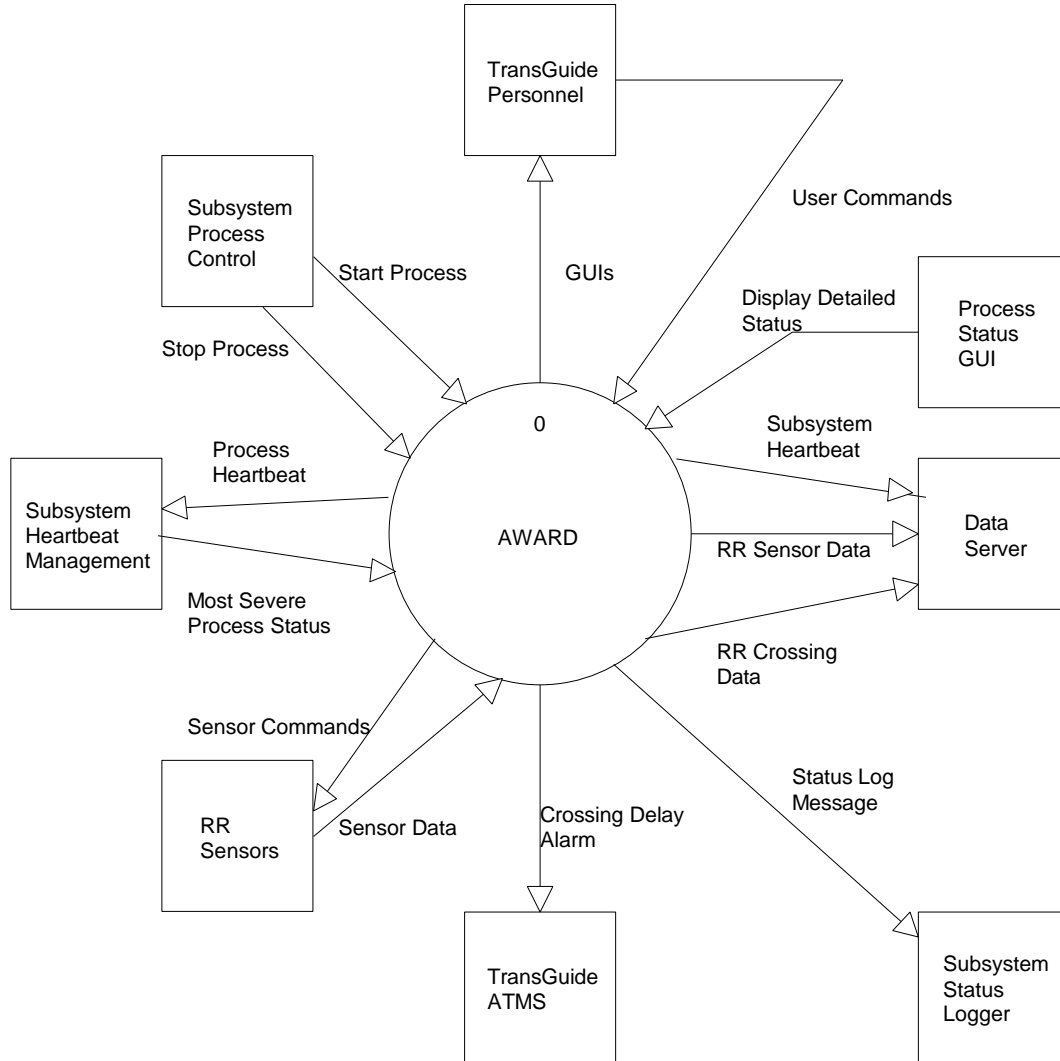 TransGuide
Personnel
Subsystem
Process
Control
User Commands
Start Process
GUIs
Display Detailed
Status
Process
Status
GUI
Stop Process
0
Subsystem
Heartbeat
Process
Heartbeat
Subsystem
Heartbeat
Management
AWARD
RR Sensor Data
Data
Server
Most Severe
Process Status
RR Crossing
Data
Sensor Commands
Status Log
Message
RR
Sensors
Sensor Data
Crossing Delay
Alarm
TransGuide
ATMS
Subsystem
Status
Logger